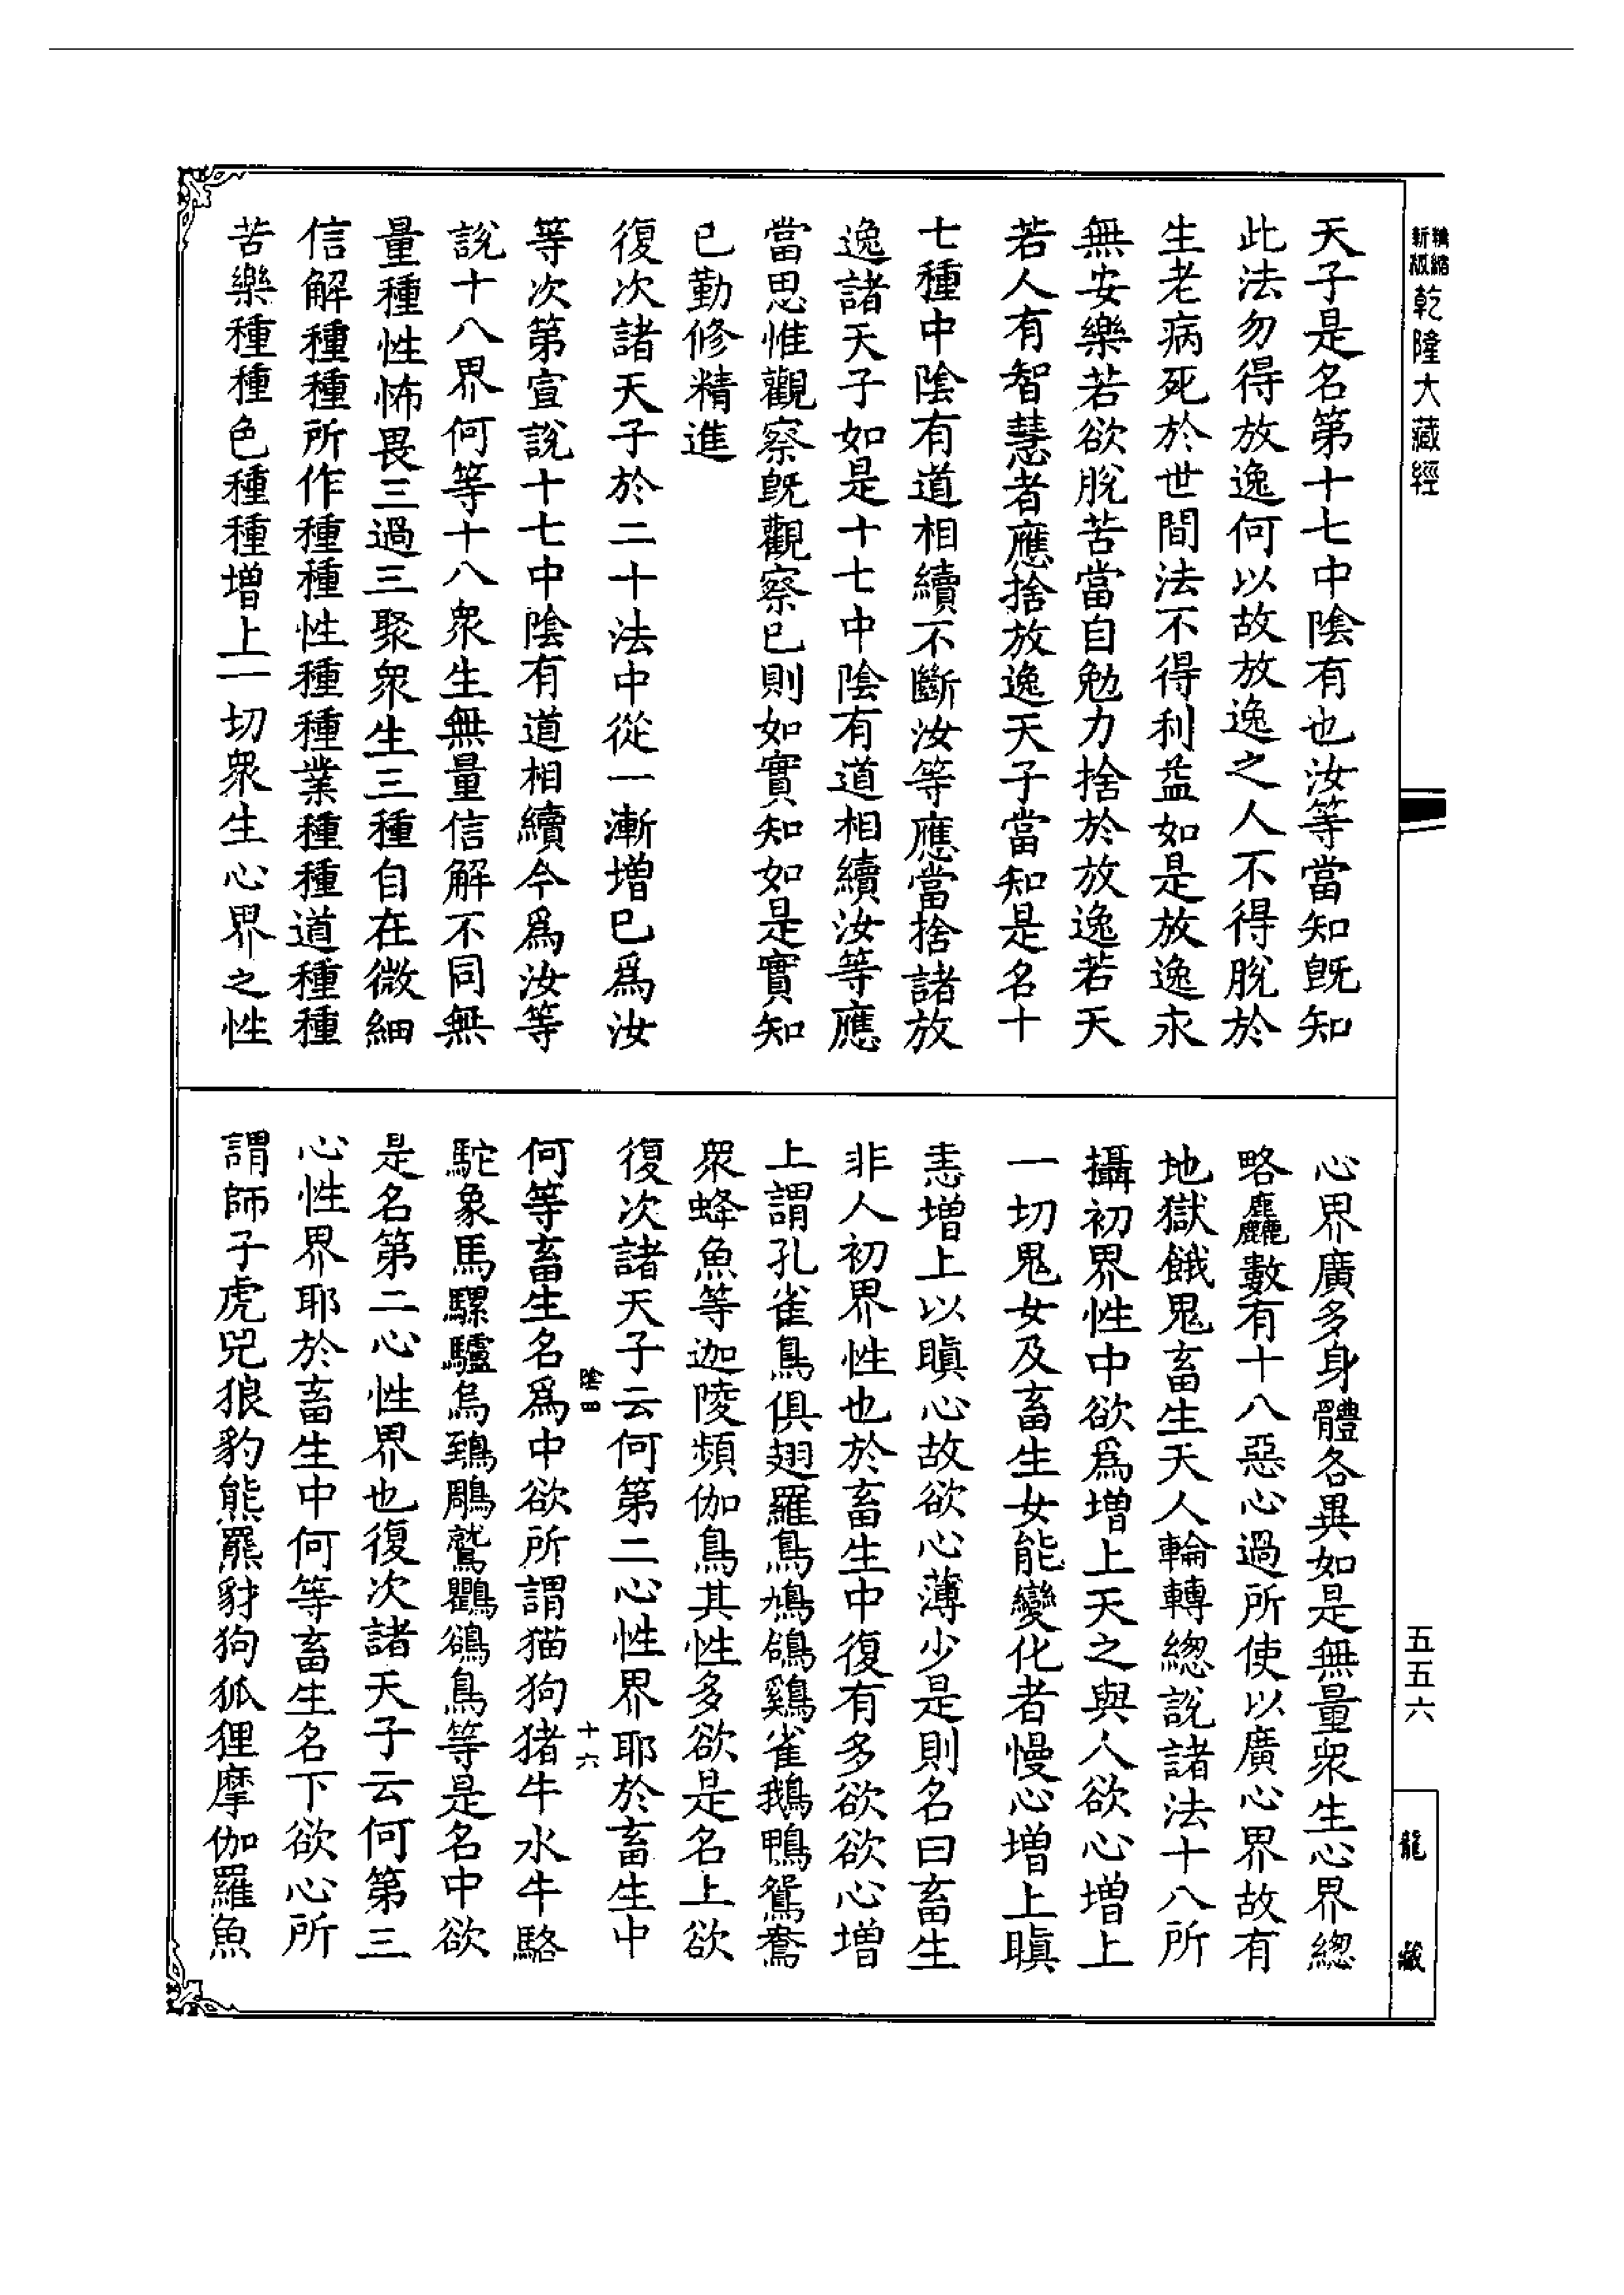 精縮新版乾隆大藏經
天子是名第十七中陰有也汝等當知旣知
此法勿得放逸何以故放逸之人不得脫於
生老病死於世間法不得利益如是放逸求
無安樂若欲脫苦當自勉力捨於放逸若天
若人有智慧者應捨放逸天子當知是名十
七種中陰有道相續不斷汝等應當捨諸放
逸諸天子如是十七中陰有道相續汝等應
當思惟觀察旣觀察已則如實知如是實知
已勤修精進
復次諸天子於二十法中從一漸增已爲汝
等次第宣說十七中陰有道相續今爲汝等
說十八界何等十八衆生無量信解不同無
量種性怖畏三過三聚衆生三種自在微細
信解種種所作種種性種種業種種道種種
苦樂種種色種種增上一切衆生心界之性
心界廣多身體各異如是無量衆生心界總
略麤數有十八惡心過所使以廣心界故有
地獄餓鬼畜生天人輪轉總說諸法十八所
攝初界性中欲爲增上天之與人欲心增上
一切鬼女及畜生女能變化者慢心增上瞋
恚增上以瞋心故欲心薄少是則名曰畜生
非人初界性也於畜生中復有多欲欲心增
上謂孔雀鳥俱翅羅鳥鳩鴿鷄雀鵝鴨鴛鴦
衆蜂魚等迦陵頻伽鳥其性多欲是名上欲
復次諸天子云何第二心性界耶於畜生中
陰四 十六
何等畜生名爲中欲所謂猫狗猪牛水牛駱
駝象馬騾驢烏鵄鵰鷲鸜鵒鳥等是名中欲
是名第二心性界也復次諸天子云何第三
心性界耶於畜生中何等畜生名下欲心所
謂師子虎兕狼豹熊羆豺狗狐狸摩伽羅魚
五五六
龍藏